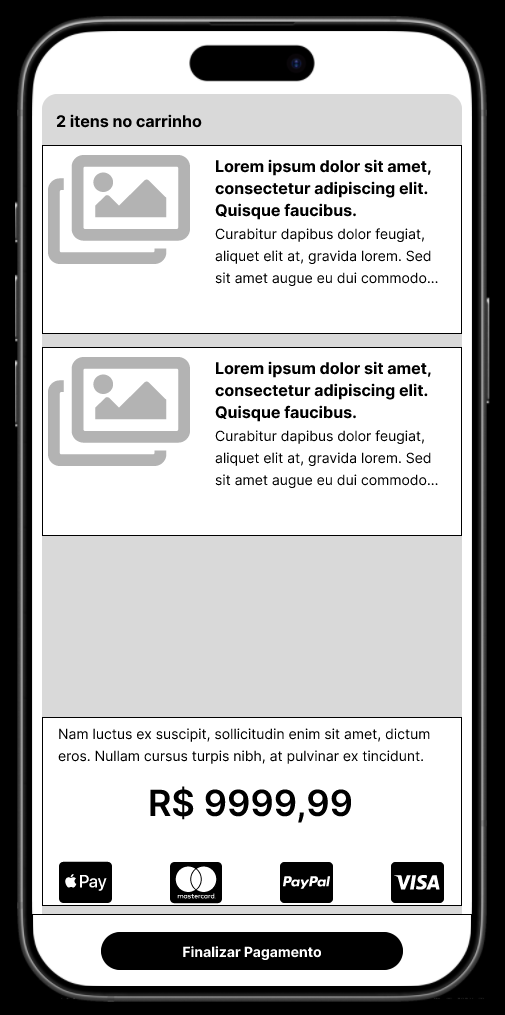 2 itens no carrinho
Lorem ipsum dolor sit amet,
consectetur adipiscing elit.
Quisque faucibus.
Curabitur dapibus dolor feugiat,
aliquet elit at, gravida lorem. Sed
sit amet augue eu dui commodo...
Lorem ipsum dolor sit amet,
consectetur adipiscing elit.
Quisque faucibus.
Curabitur dapibus dolor feugiat,
aliquet elit at, gravida lorem. Sed
sit amet augue eu dui commodo...
Nam luctus ex suscipit, sollicitudin enim sit amet, dictum
eros. Nullam cursus turpis nibh, at pulvinar ex tincidunt.
R$ 9999,99
Pay mastercard PayPal VISA
Finalizar Pagamento